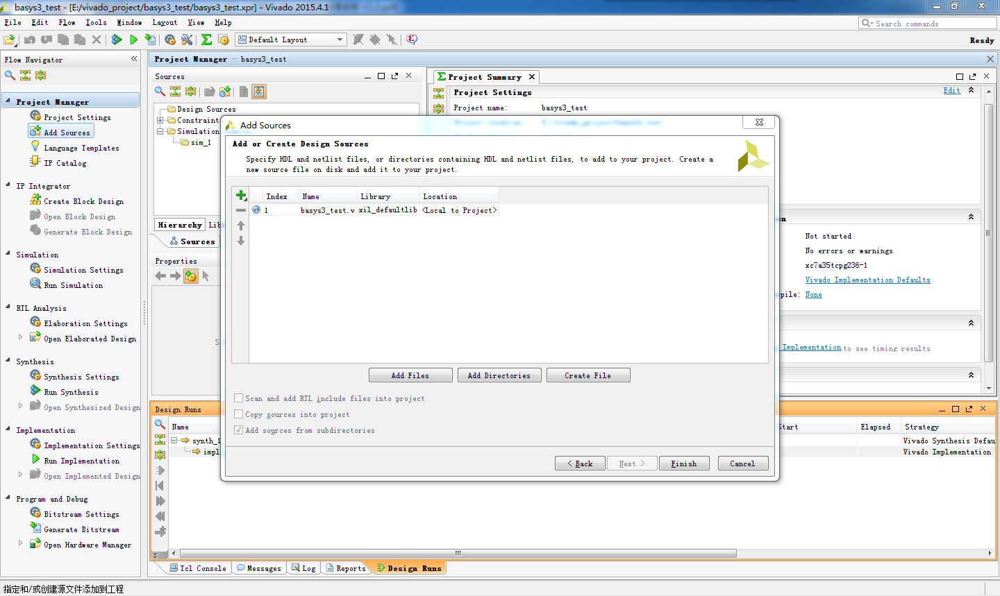 basys3_test - [E:/vivado_project/basys3_test/basys3_test.xpr] - Vivado 2015.4.1
File Edit Flow Tools Window Layout View Help
Search commands
Default Layout
Ready
Flow Navigator
Project Manager - basys3_test
Project Manager
Project Settings
Add Sources
Language Templates
IP Catalog
IP Integrator
Create Block Design
Open Block Design
Generate Block Design
Simulation
Simulation Settings
Run Simulation
RTL Analysis
Elaboration Settings
Open Elaborated Design
Synthesis
Synthesis Settings
Run Synthesis
Open Synthesized Design
Implementation
Implementation Settings
Run Implementation
Open Implemented Design
Program and Debug
Bitstream Settings
Generate Bitstream
Open Hardware Manager
Sources
Design Sources
Constraint
Simulation
sim_1
Hierarchy Lib
Sources
Properties
Project Summary
Project Settings Edit
Project name: basys3_test
Add Sources
Add or Create Design Sources
Specify HDL and netlist files, or directories containing HDL and netlist files, to add to your project. Create a
new source file on disk and add it to your project.
Index Name Library Location
1 basys3_test.v xil_defaultlib <Local to Project>
Add Files Add Directories Create File
Scan and add RTL include files into project
Copy sources into project
Add sources from subdirectories
< Back Next > Finish Cancel
Not started
No errors or warnings
xc7a35tcpg236-1
Vivado Implementation Defaults
pile: None
Implementation to see timing results
Design Runs
Name Start Elapsed Strategy
synth_1 Vivado Synthesis Defau
impl Vivado Implementation
Tcl Console Messages Log Reports Design Runs
指定和/或创建源文件添加到工程